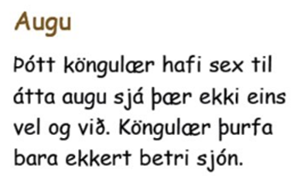 Augu
Þótt köngulær hafi sex til
átta augu sjá þær ekki eins
vel og við. Köngulær þurfa
bara ekkert betri sjón.